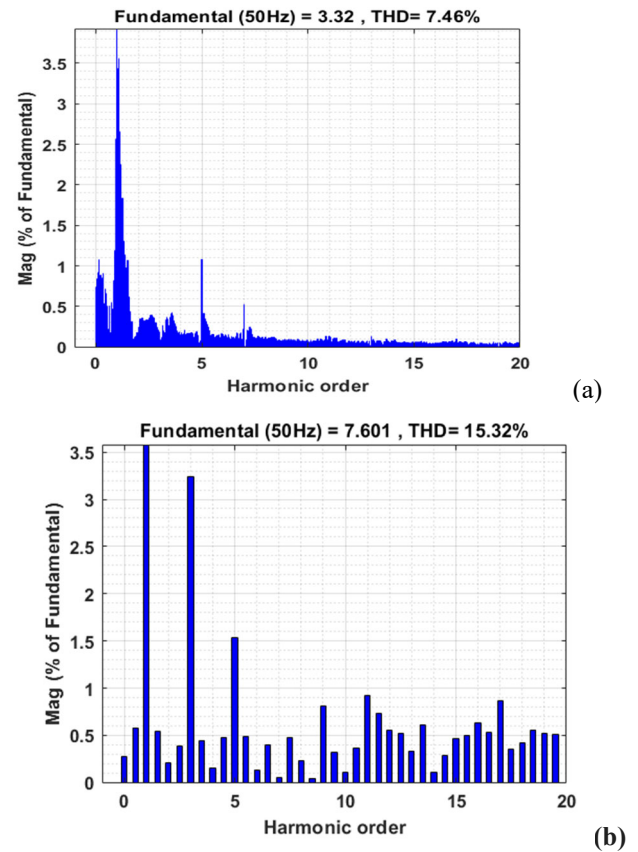 Fundamental (50Hz) = 3.32 , THD= 7.46%
3.5
3
2.5
2
1.5
1
0.5
0
Mag (% of Fundamental)
0 5 10 15 20
Harmonic order
(a)
Fundamental (50Hz) = 7.601 , THD= 15.32%
3.5
3
2.5
2
1.5
1
0.5
0
Mag (% of Fundamental)
0 5 10 15 20
Harmonic order
(b)